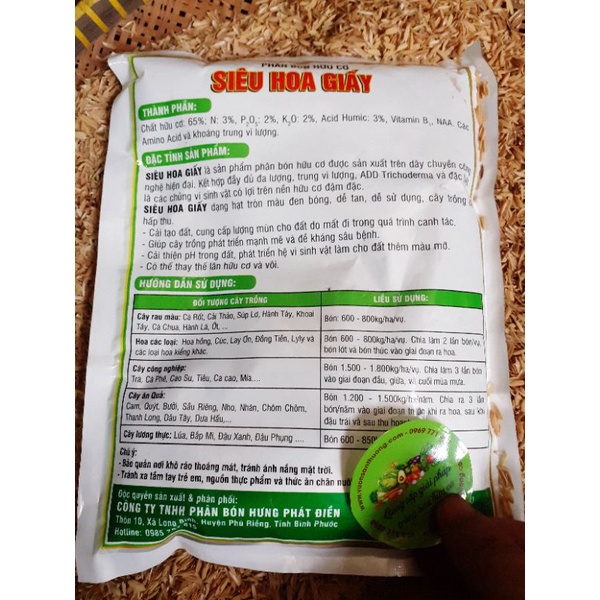 PHÂN BÓN HỮU CƠ
SIÊU HOA GIẤY
THÀNH PHẦN:
Chất hữu cơ: 65%; N: 3%, P₂O₅: 2%, K₂O: 2%, Acid Humic: 3%, Vitamin B₁, NAA. Các
Amino Acid và khoáng trung vi lượng.
ĐẶC TÍNH SẢN PHẨM:
SIÊU HOA GIẤY là sản phẩm phân bón hữu cơ được sản xuất trên dây chuyền công
nghệ hiện đại. Kết hợp đầy đủ đa lượng, trung vi lượng, ADD Trichoderma và đặc
là các chủng vi sinh vật có lợi trên nền hữu cơ đậm đặc.
SIÊU HOA GIẤY dạng hạt tròn màu đen bóng, dễ tan, dễ sử dụng, cây trồng
hấp thu.
- Cải tạo đất, cung cấp lượng mùn cho đất do mất đi trong quá trình canh tác.
- Giúp cây trồng phát triển mạnh mẽ và đề kháng sâu bệnh.
- Cải thiện pH trong đất, phát triển hệ vi sinh vật làm cho đất thêm màu mỡ.
- Có thể thay thế lân hữu cơ và vôi.
HƯỚNG DẪN SỬ DỤNG:
ĐỐI TƯỢNG CÂY TRỒNG LIỀU SỬ DỤNG:
Cây rau màu: Cà Rốt, Cải Thảo, Súp Lơ, Hành Tây, Khoai
Tây, Cà Chua, Hành Lá, Ớt, ... Bón: 600 - 800kg/ha/vụ.
Hoa các loại: Hoa hồng, Cúc, Lay Ơn, Đồng Tiền, Lyly và
các loại hoa kiểng khác. Bón: 600 - 800kg/ha/vụ. Chia làm 2 lần bón/vụ
bón lót và bón thúc vào giai đoạn ra hoa.
Cây công nghiệp:
Trà, Cà Phê, Cao Su, Tiêu, Ca cao, Mía.... Bón 1.500 - 1.800kg/ha/vụ. Chia làm 3 lần bón
vào giai đoạn đầu, giữa, và cuối mùa mưa.
Cây ăn Quả:
Cam, Quýt, Bưởi, Sầu Riêng, Nho, Nhãn, Chôm Chôm,
Thanh Long, Dâu Tây, Dưa Hấu,... Bón 1.200 - 1.500kg/ha/năm. Chia ra 3 lần
bón/năm vào giai đoạn trước khi ra hoa, sau khi
đậu trái và sau thu hoạch
Cây lương thực: Lúa, Bắp Mì, Đậu Xanh, Đậu Phụng .... Bón 600 - 850
Chú ý:
- Bảo quản nơi khô ráo thoáng mát, tránh ánh nắng mặt trời.
- Tránh xa tầm tay trẻ em, nguồn thực phẩm và thức ăn chăn nuôi
Độc quyền sản xuất & phân phối:
CÔNG TY TNHH PHÂN BÓN HƯNG PHÁT ĐIỀN
Thôn 10, Xã Long Bình, Huyện Phú Riềng, Tỉnh Bình Phước
Hotline: 0985
www.vuonsanhuong.com - 0969 771
Cung cấp giải pháp